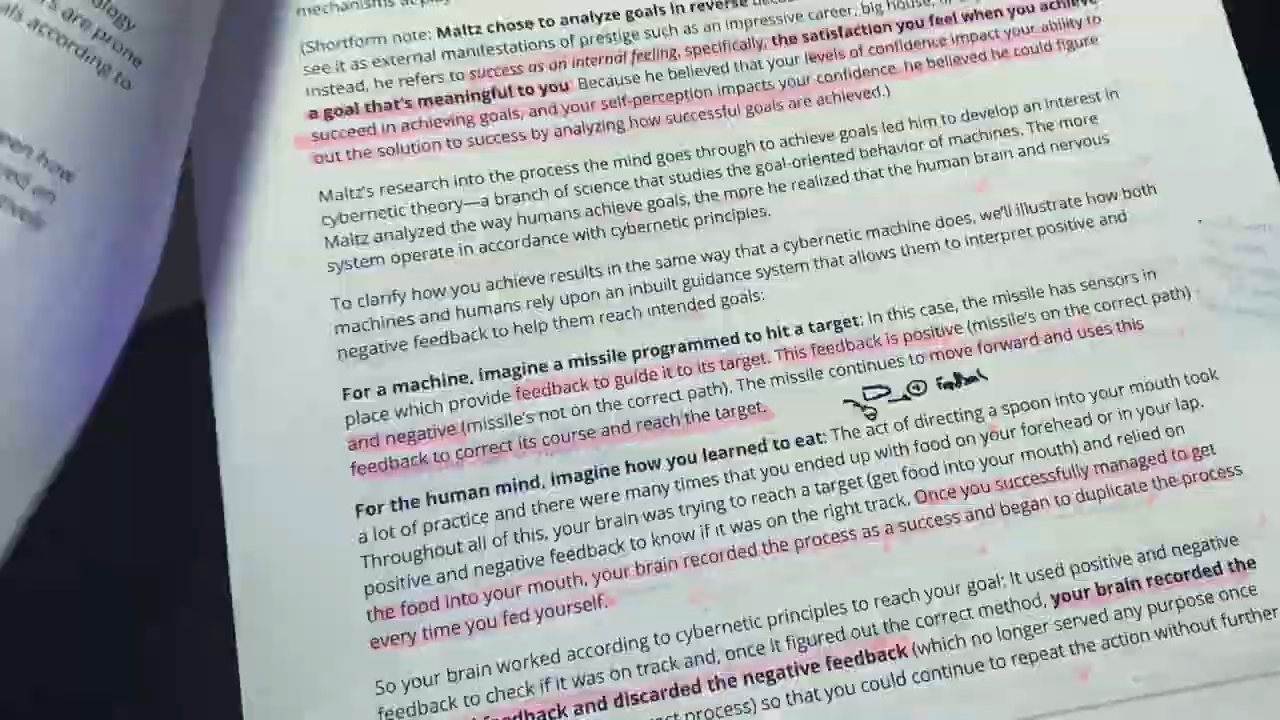 ology
s are prone
als according to
even have
mechanisms
(Shortform note: Maltz chose to analyze goals in reverse
see it as external manifestations of prestige such as an impressive career, big house,
Instead, he refers to success as an internal feeling, specifically, the satisfaction you feel when you achieve
a goal that's meaningful to you. Because he believed that your levels of confidence impact your ability to
succeed in achieving goals, and your self-perception impacts your confidence, he believed he could figure
out the solution to success by analyzing how successful goals are achieved.)
Maltz's research into the process the mind goes through to achieve goals led him to develop an interest in
cybernetic theory—a branch of science that studies the goal-oriented behavior of machines. The more
Maltz analyzed the way humans achieve goals, the more he realized that the human brain and nervous
system operate in accordance with cybernetic principles.
To clarify how you achieve results in the same way that a cybernetic machine does, we'll illustrate how both
machines and humans rely upon an inbuilt guidance system that allows them to interpret positive and
negative feedback to help them reach intended goals:
For a machine, imagine a missile programmed to hit a target: In this case, the missile has sensors in
place which provide feedback to guide it to its target. This feedback is positive (missile's on the correct path)
and negative (missile's not on the correct path). The missile continues to move forward and uses this
feedback to correct its course and reach the target.
For the human mind, imagine how you learned to eat: The act of directing a spoon into your mouth took
a lot of practice and there were many times that you ended up with food on your forehead or in your lap.
Throughout all of this, your brain was trying to reach a target (get food into your mouth) and relied on
positive and negative feedback to know if it was on the right track. Once you successfully managed to get
the food into your mouth, your brain recorded the process as a success and began to duplicate the process
every time you fed yourself.
So your brain worked according to cybernetic principles to reach your goal: It used positive and negative
feedback to check if it was on track and, once it figured out the correct method, your brain recorded the
feedback and discarded the negative feedback (which no longer served any purpose once
process) so that you could continue to repeat the action without further